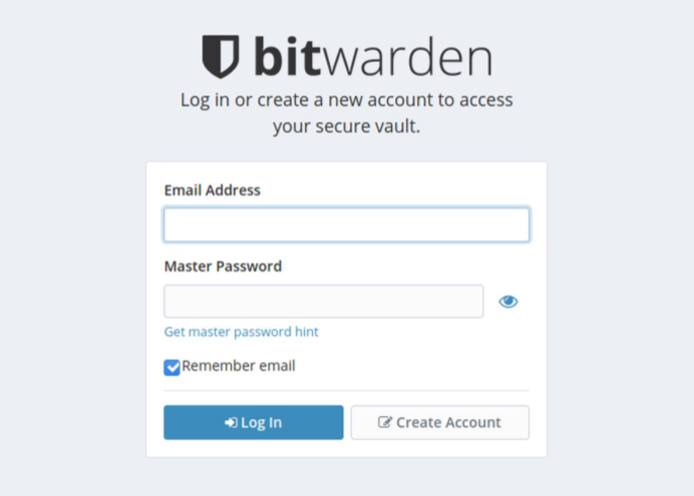 bitwarden
Log in or create a new account to access
your secure vault.
Email Address
Master Password
Get master password hint
Remember email
Log In
Create Account